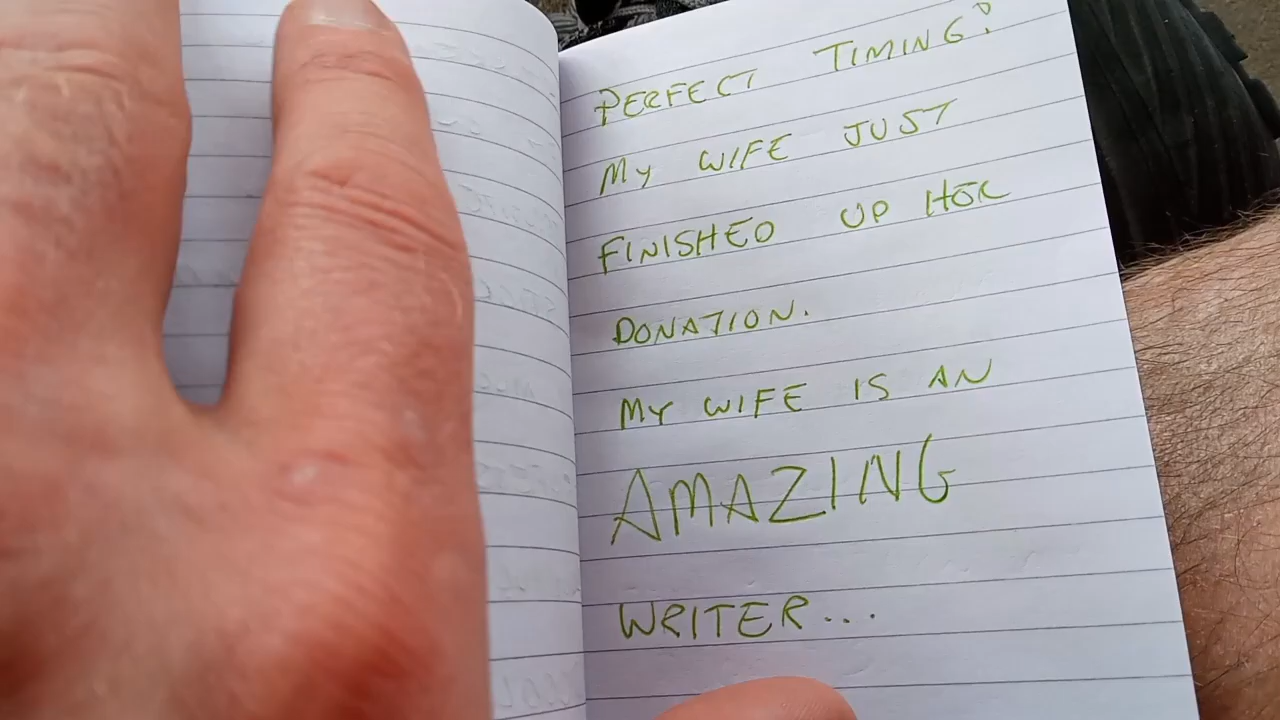 PERFECT TIMING!
MY WIFE JUST
FINISHED UP HER
DONATION.
MY WIFE IS AN
AMAZING
WRITER...